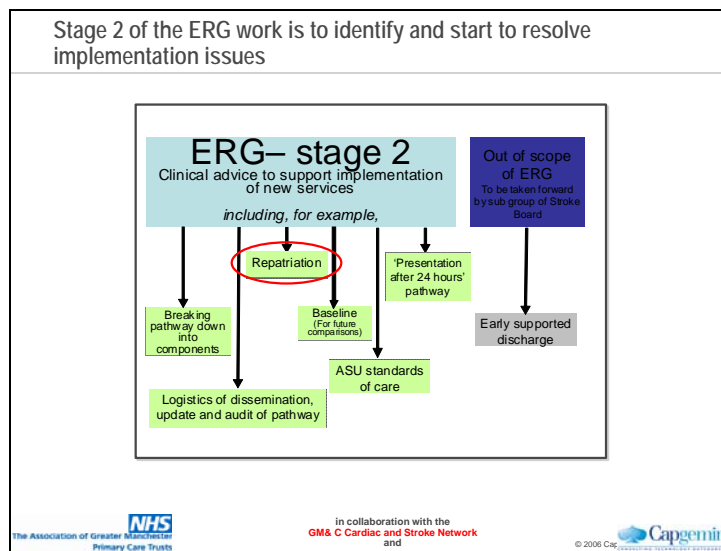 Stage 2 of the ERG work is to identify and start to resolve
implementation issues
ERG– stage 2
Clinical advice to support implementation
of new services
including, for example,
Out of scope
of ERG
To be taken forward
by sub group of Stroke
Board
Repatriation
'Presentation
after 24 hours'
pathway
Breaking
pathway down
into
components
Baseline
(For future
comparisons)
Early supported
discharge
ASU standards
of care
Logistics of dissemination,
update and audit of pathway
NHS
The Association of Greater Manchester
Primary Care Trusts
in collaboration with the
GM& C Cardiac and Stroke Network
and
© 2006 Cap
Capgemini
CONSULTING TECHNOLOGY OUTSOURCING